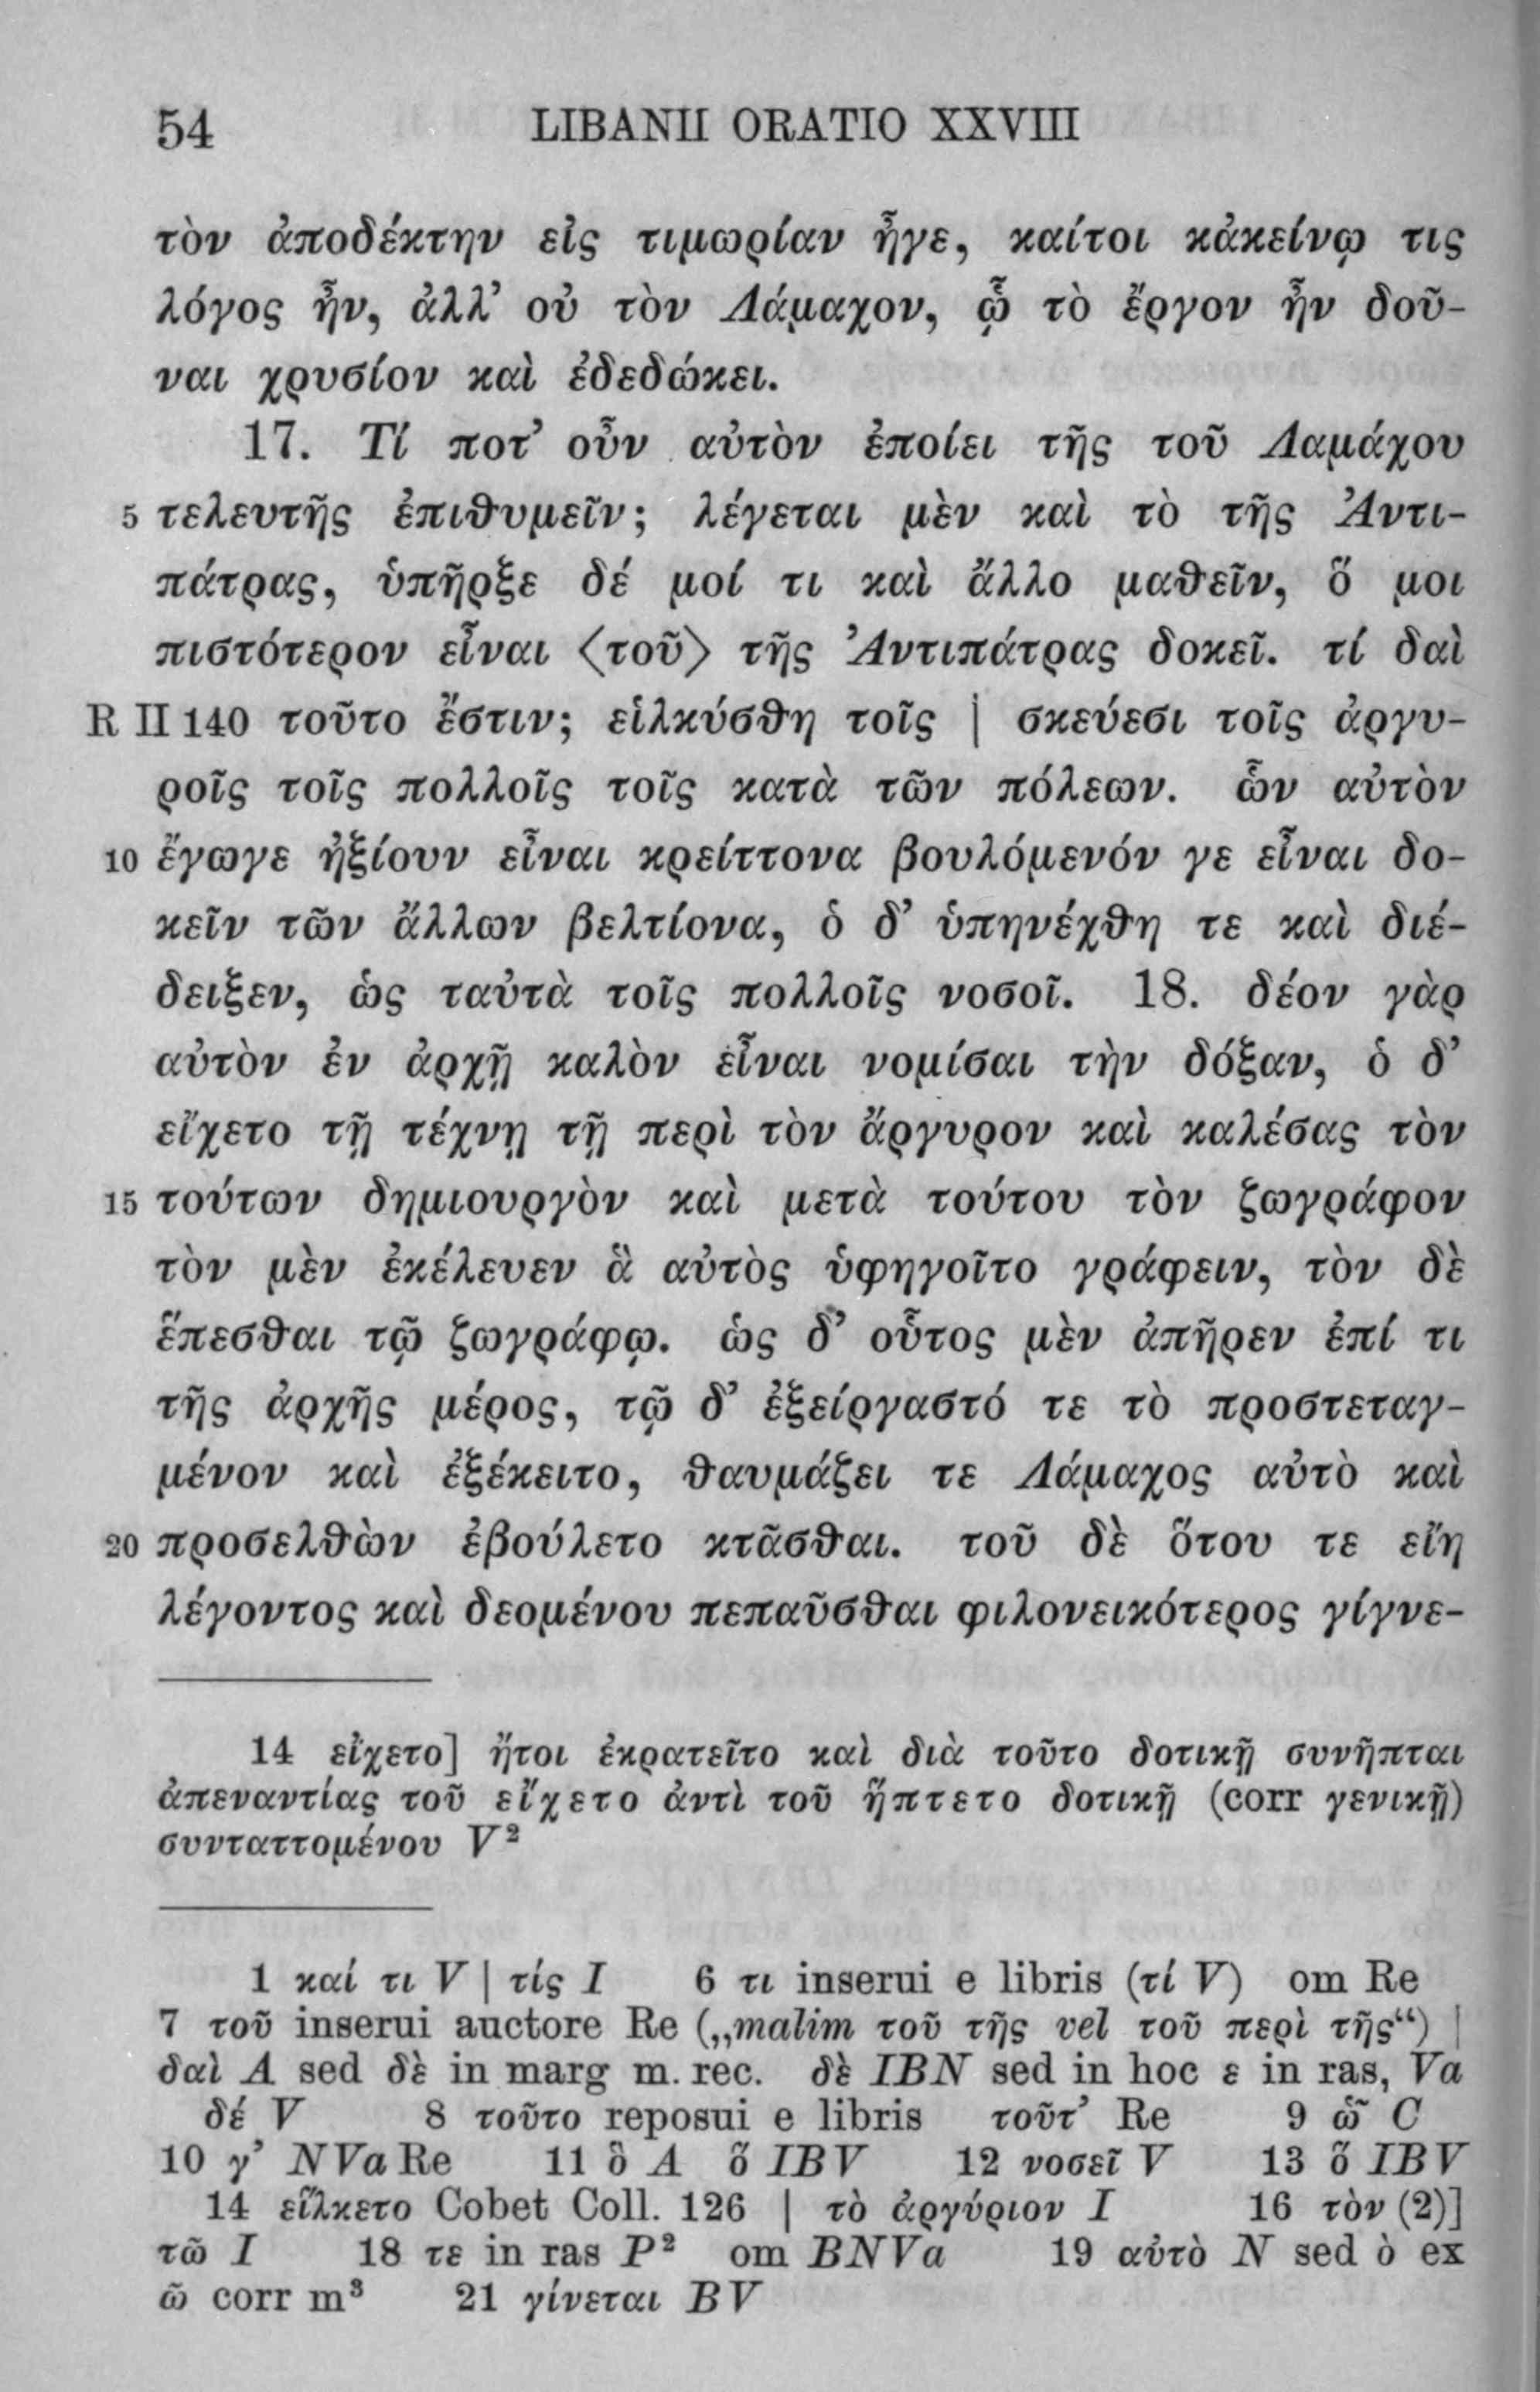 54 LIBANII ORATIO XXVIII
τὸν ἀποδέκτην εἰς τιμωρίαν ἦγε, καίτοι κἀκείνῳ τις
λόγος ἦν, ἀλλ’ οὐ τὸν Λάμαχον, ᾧ τὸ ἔργον ἦν δοῦ-
ναι χρυσίον καὶ ἐδεδώκει.
17. Τί ποτ’ οὖν αὐτὸν ἐποίει τῆς τοῦ Λαμάχου
5 τελευτῆς ἐπιθυμεῖν; λέγεται μὲν καὶ τὸ τῆς Ἀντι-
πάτρας, ὑπῆρξε δέ μοί τι καὶ ἄλλο μαθεῖν, ὅ μοι
πιστότερον εἶναι ⟨τοῦ⟩ τῆς Ἀντιπάτρας δοκεῖ. τί δαὶ
R II 140 τοῦτο ἔστιν; εἱλκύσθη τοῖς | σκεύεσι τοῖς ἀργυ-
ροῖς τοῖς πολλοῖς τοῖς κατὰ τῶν πόλεων. ὧν αὐτὸν
10 ἔγωγε ἠξίουν εἶναι κρείττονα βουλόμενόν γε εἶναι δο-
κεῖν τῶν ἄλλων βελτίονα, ὁ δ’ ὑπηνέχθη τε καὶ διέ-
δειξεν, ὡς ταὐτὰ τοῖς πολλοῖς νοσοῖ. 18. δέον γὰρ
αὐτὸν ἐν ἀρχῇ καλὸν εἶναι νομίσαι τὴν δόξαν, ὁ δ’
εἴχετο τῇ τέχνῃ τῇ περὶ τὸν ἄργυρον καὶ καλέσας τὸν
15 τούτων δημιουργὸν καὶ μετὰ τούτου τὸν ζωγράφον
τὸν μὲν ἐκέλευεν ἃ αὐτὸς ὑφηγοῖτο γράφειν, τὸν δὲ
ἕπεσθαι τῷ ζωγράφῳ. ὡς δ’ οὗτος μὲν ἀπῆρεν ἐπί τι
τῆς ἀρχῆς μέρος, τῷ δ’ ἐξείργαστό τε τὸ προστεταγ-
μένον καὶ ἐξέκειτο, θαυμάζει τε Λάμαχος αὐτὸ καὶ
20 προσελθὼν ἐβούλετο κτᾶσθαι. τοῦ δὲ ὅτου τε εἴη
λέγοντος καὶ δεομένου πεπαῦσθαι φιλονεικότερος γίγνε-
14 εἴχετο] ἤτοι ἐκρατεῖτο καὶ διὰ τοῦτο δοτικῇ συνῆπται
ἀπεναντίας τοῦ εἴχετο ἀντὶ τοῦ ἥπτετο δοτικῇ (corr γενικῇ)
συνταττομένου V²
1 καί τι V | τίς I 6 τι inserui e libris (τί V) om Re
7 τοῦ inserui auctore Re („malim τοῦ τῆς vel τοῦ περὶ τῆς“) |
δαὶ A sed δὲ in marg m. rec. δὲ IBN sed in hoc ε in ras, Va
δέ V 8 τοῦτο reposui e libris τοῦτ’ Re 9 ὧ C
10 γ’ NVaRe 11 ὃ A ὅ IBV 12 νοσεῖ V 13 ὅ IBV
14 εἵλκετο Cobet Coll. 126 | τὸ ἀργύριον I 16 τὸν (2)]
τῶ I 18 τε in ras P² om BNVa 19 αὐτὸ N sed ὸ ex
ῶ corr m³ 21 γίνεται BV